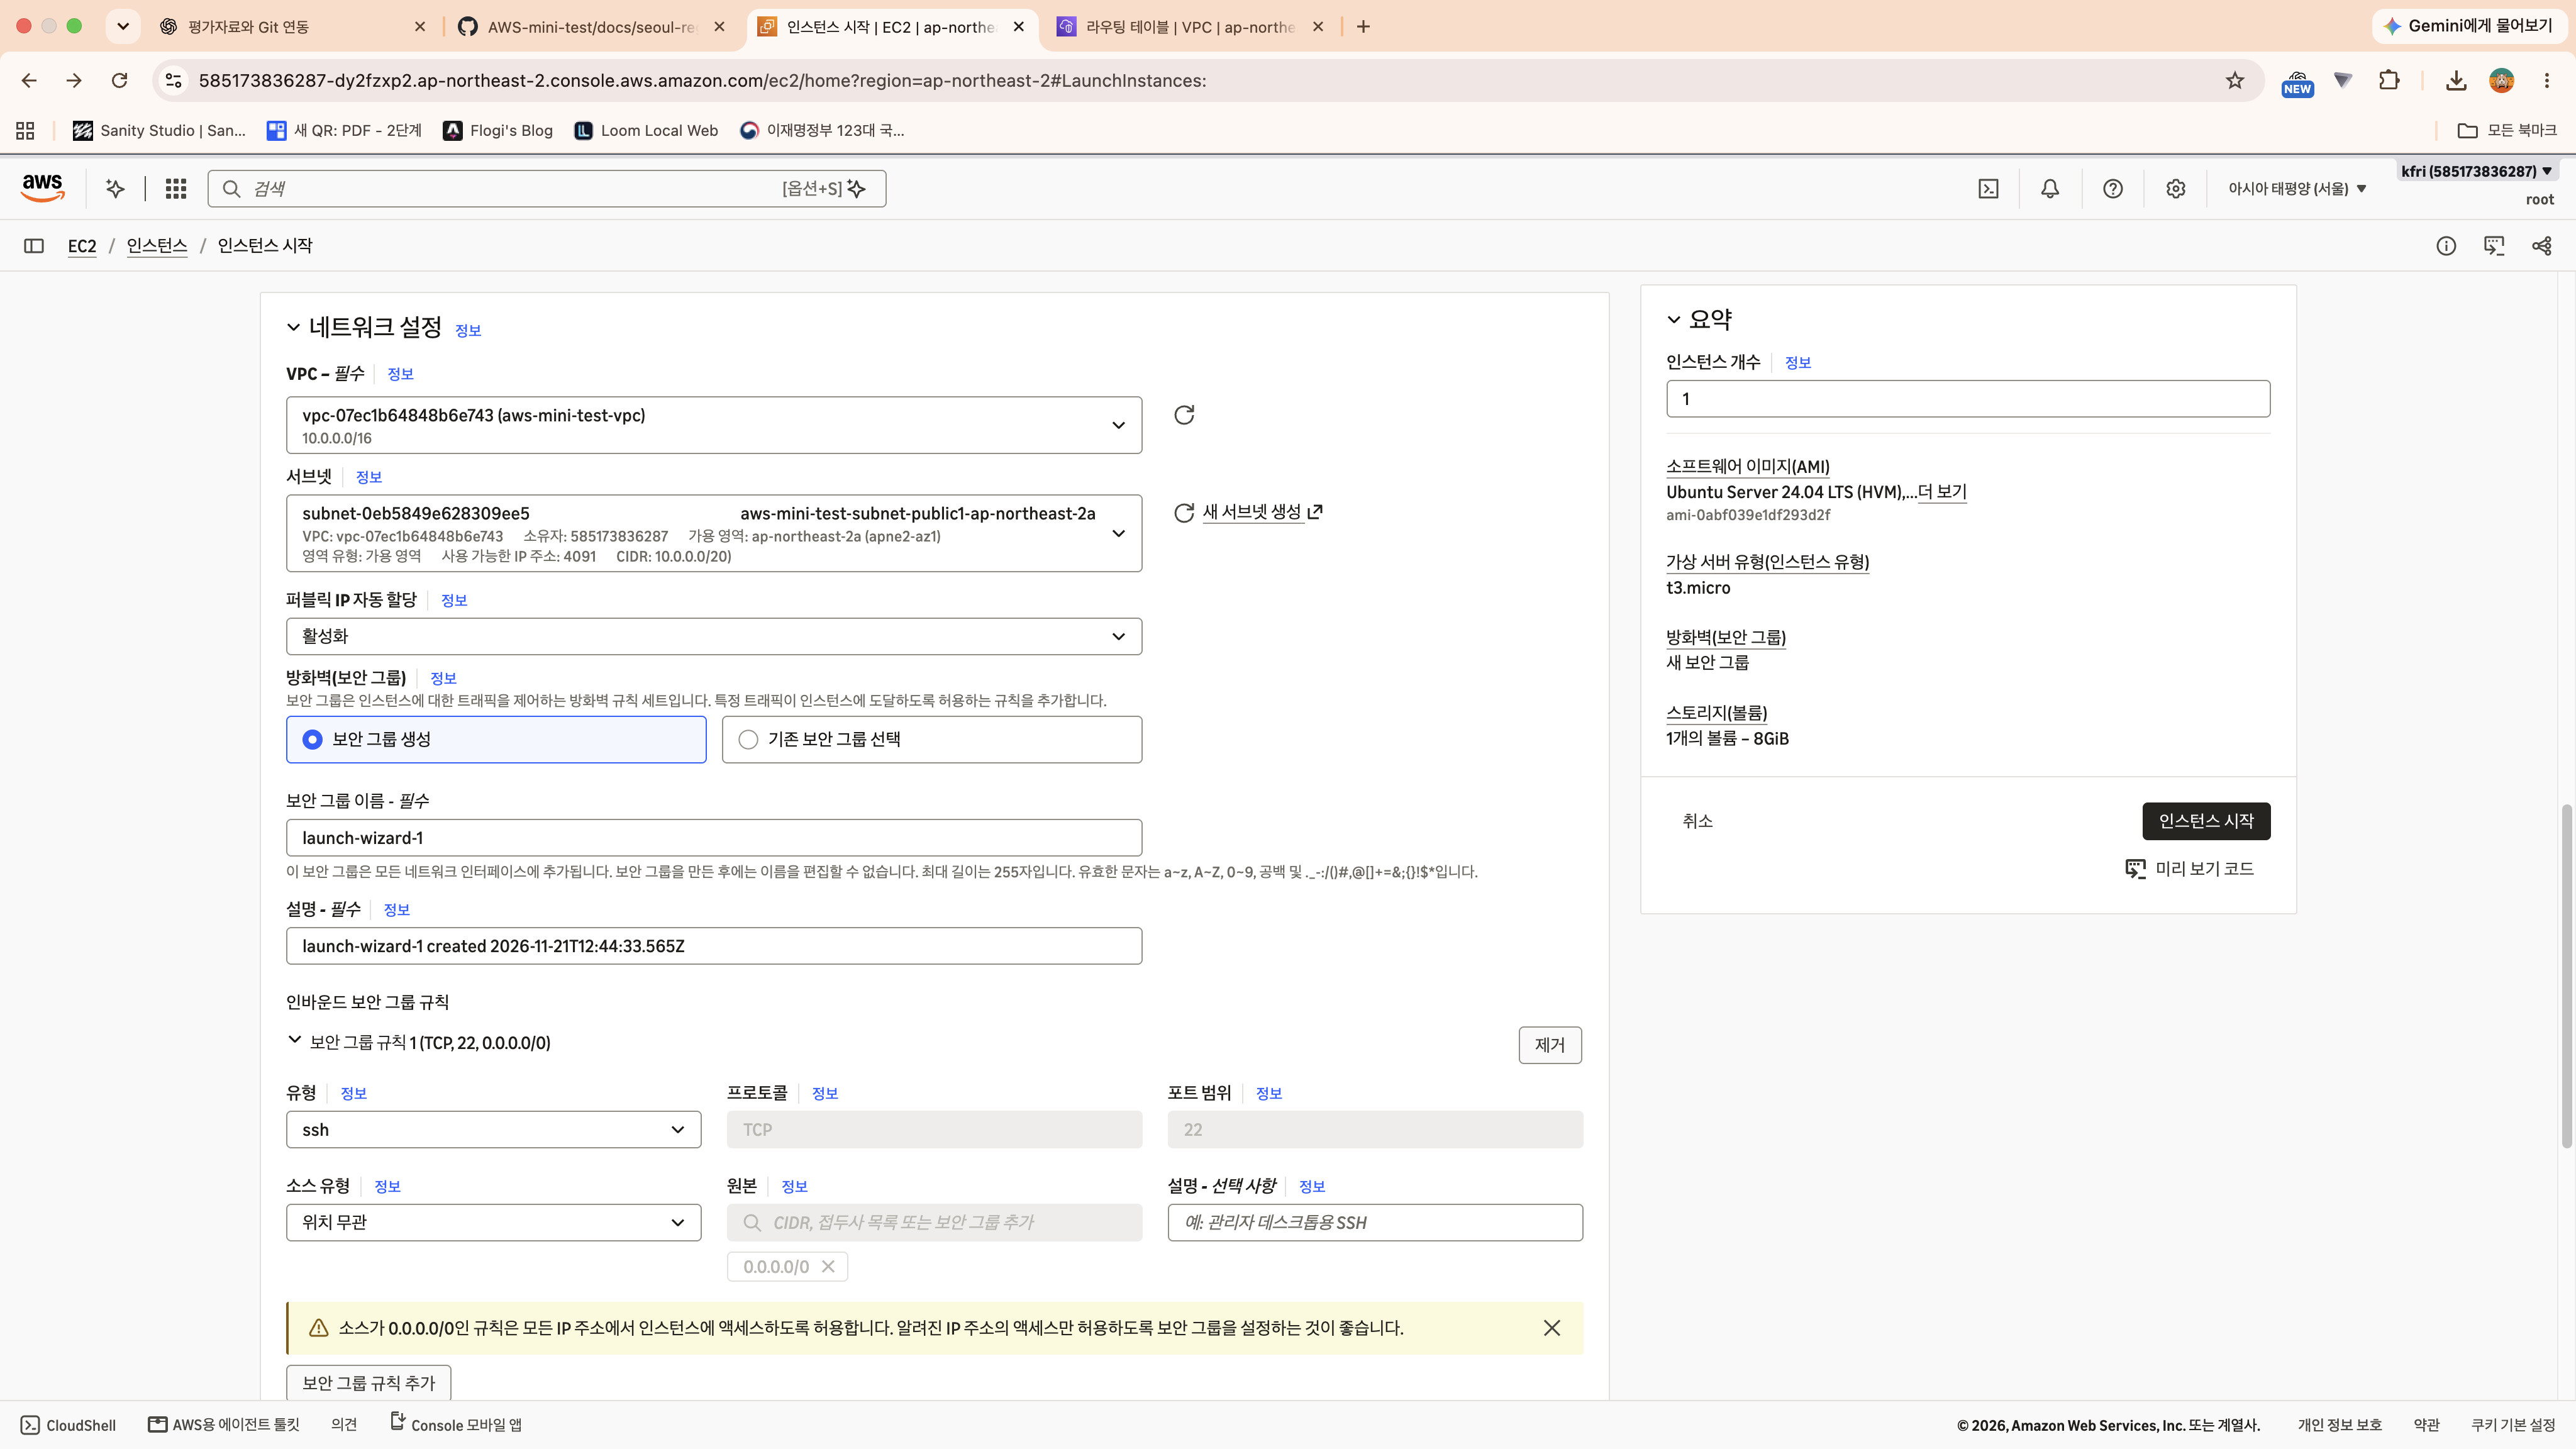 평가자료와 Git 연동
AWS-mini-test/docs/seoul-re
인스턴스 시작 | EC2 | ap-northe
라우팅 테이블 | VPC | ap-northe
Gemini에게 물어보기
585173836287-dy2fzxp2.ap-northeast-2.console.aws.amazon.com/ec2/home?region=ap-northeast-2#LaunchInstances:
NEW
Sanity Studio | San...
새 QR: PDF - 2단계
Flogi's Blog
Loom Local Web
이재명정부 123대 국...
모든 북마크
aws
검색
[옵션+S]
아시아 태평양 (서울)
kfri (585173836287)
root
EC2 / 인스턴스 / 인스턴스 시작
네트워크 설정 정보
VPC – 필수 정보
vpc-07ec1b64848b6e743 (aws-mini-test-vpc)
10.0.0.0/16
서브넷 정보
subnet-0eb5849e628309ee5 aws-mini-test-subnet-public1-ap-northeast-2a
VPC: vpc-07ec1b64848b6e743 소유자: 585173836287 가용 영역: ap-northeast-2a (apne2-az1)
영역 유형: 가용 영역 사용 가능한 IP 주소: 4091 CIDR: 10.0.0.0/20)
새 서브넷 생성
퍼블릭 IP 자동 할당 정보
활성화
방화벽(보안 그룹) 정보
보안 그룹은 인스턴스에 대한 트래픽을 제어하는 방화벽 규칙 세트입니다. 특정 트래픽이 인스턴스에 도달하도록 허용하는 규칙을 추가합니다.
보안 그룹 생성
기존 보안 그룹 선택
보안 그룹 이름 - 필수
launch-wizard-1
이 보안 그룹은 모든 네트워크 인터페이스에 추가됩니다. 보안 그룹을 만든 후에는 이름을 편집할 수 없습니다. 최대 길이는 255자입니다. 유효한 문자는 a~z, A~Z, 0~9, 공백 및 ._-:/()#,@[]+=&;{}!$*입니다.
설명 - 필수 정보
launch-wizard-1 created 2026-11-21T12:44:33.565Z
인바운드 보안 그룹 규칙
보안 그룹 규칙 1 (TCP, 22, 0.0.0.0/0)
제거
유형 정보
프로토콜 정보
포트 범위 정보
ssh
TCP
22
소스 유형 정보
원본 정보
설명 - 선택 사항 정보
위치 무관
CIDR, 접두사 목록 또는 보안 그룹 추가
예: 관리자 데스크톱용 SSH
0.0.0.0/0
소스가 0.0.0.0/0인 규칙은 모든 IP 주소에서 인스턴스에 액세스하도록 허용합니다. 알려진 IP 주소의 액세스만 허용하도록 보안 그룹을 설정하는 것이 좋습니다.
보안 그룹 규칙 추가
요약
인스턴스 개수 정보
1
소프트웨어 이미지(AMI)
Ubuntu Server 24.04 LTS (HVM),...더 보기
ami-0abf039e1df293d2f
가상 서버 유형(인스턴스 유형)
t3.micro
방화벽(보안 그룹)
새 보안 그룹
스토리지(볼륨)
1개의 볼륨 – 8GiB
취소
인스턴스 시작
미리 보기 코드
CloudShell
AWS용 에이전트 툴킷
의견
Console 모바일 앱
© 2026, Amazon Web Services, Inc. 또는 계열사.
개인 정보 보호
약관
쿠키 기본 설정